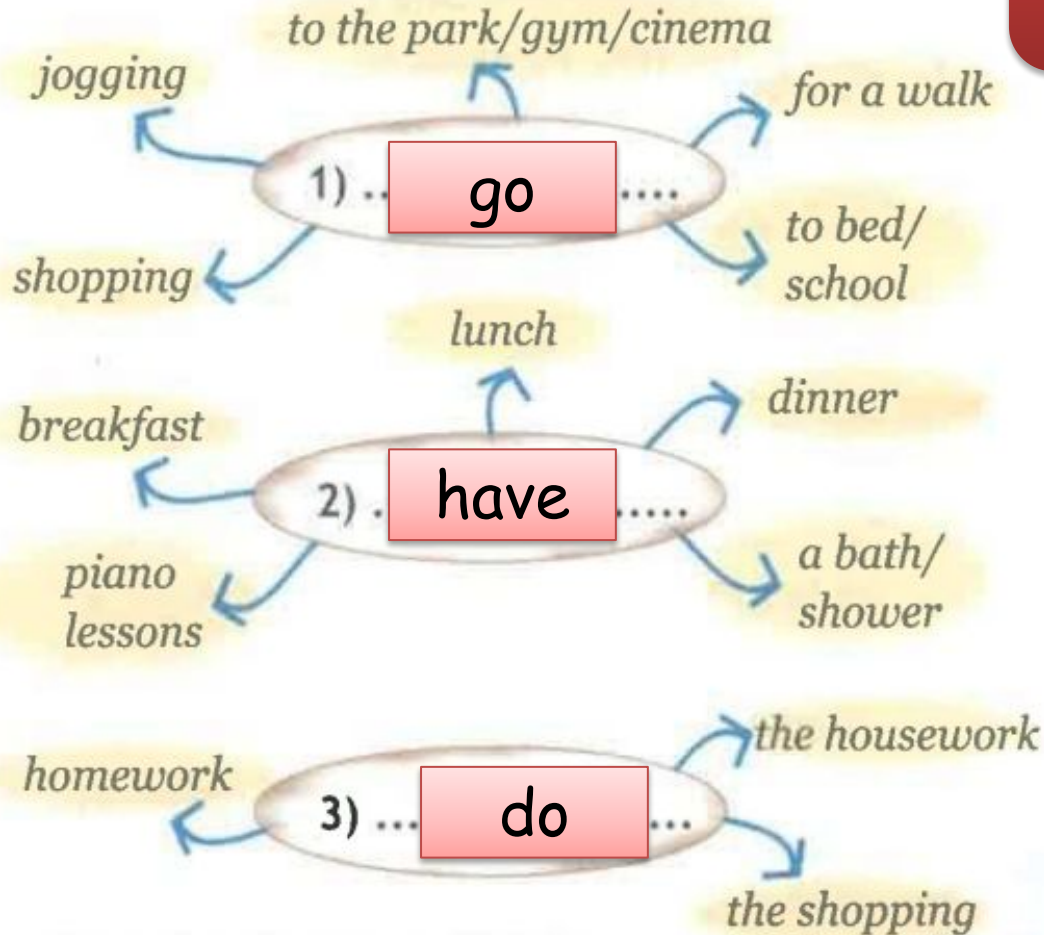 to the park/gym/cinema
jogging
for a walk
1) .. go ....
to bed/
school
shopping
lunch
dinner
breakfast
2) . have .....
a bath/
shower
piano
lessons
the housework
homework
3) ... do ...
the shopping